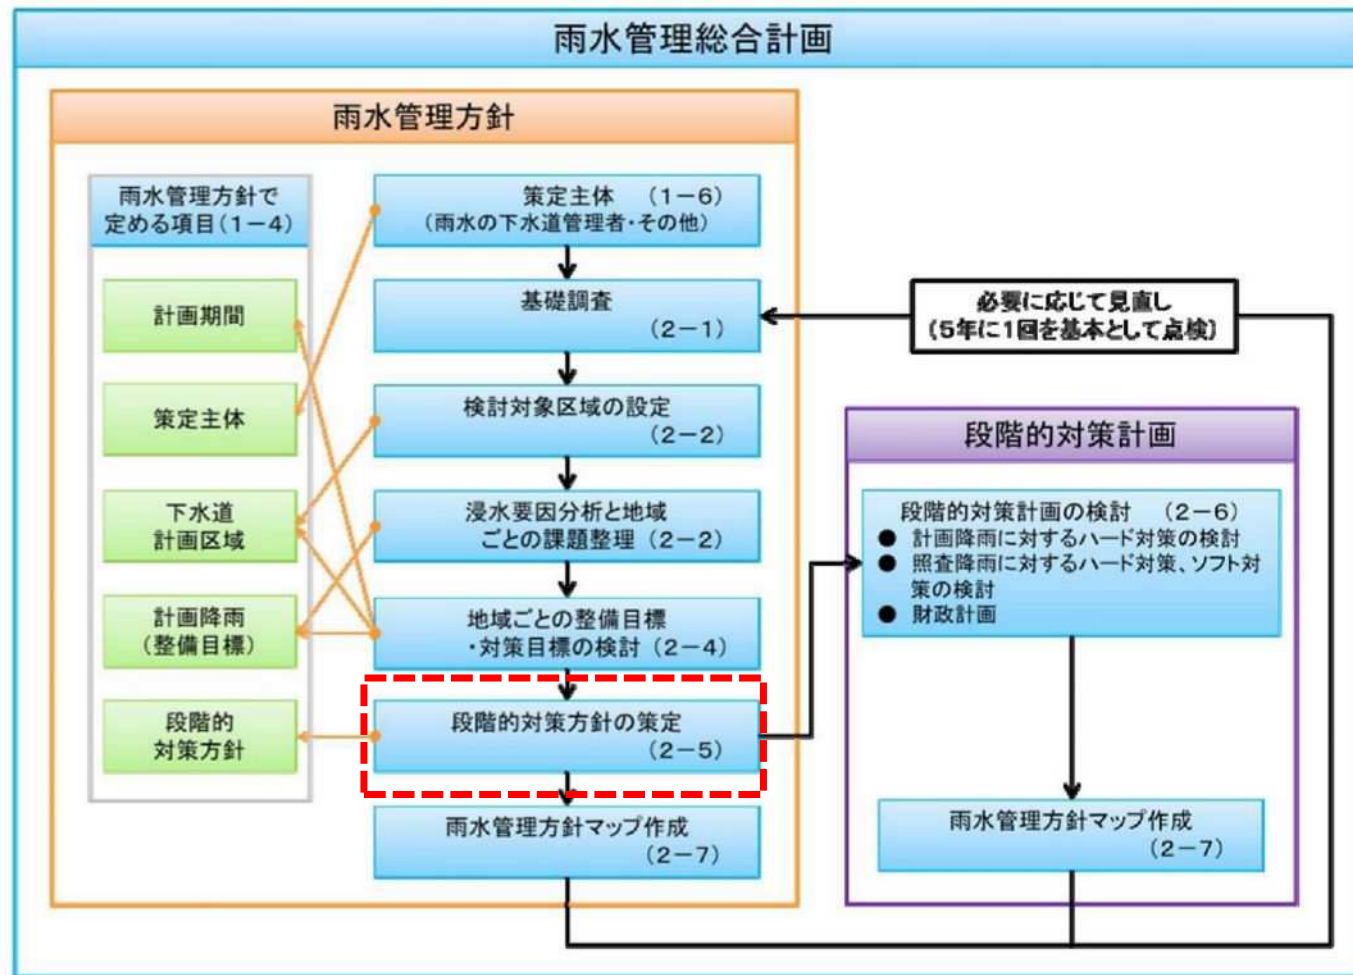 雨水管理総合計画
雨水管理方針
雨水管理方針で
定める項目(1-4)
計画期間
策定主体
下水道
計画区域
計画降雨
(整備目標)
段階的
対策方針
策定主体 (1-6)
(雨水の下水道管理者・その他)
基礎調査
(2-1)
検討対象区域の設定
(2-2)
浸水要因分析と地域
ごとの課題整理(2-2)
地域ごとの整備目標
・対策目標の検討(2-4)
段階的対策方針の策定
(2-5)
雨水管理方針マップ作成
(2-7)
必要に応じて見直し
(5年に1回を基本として点検)
段階的対策計画
段階的対策計画の検討 (2-6)
● 計画降雨に対するハード対策の検討
● 照査降雨に対するハード対策、ソフト対
策の検討
● 財政計画
雨水管理方針マップ作成
(2-7)